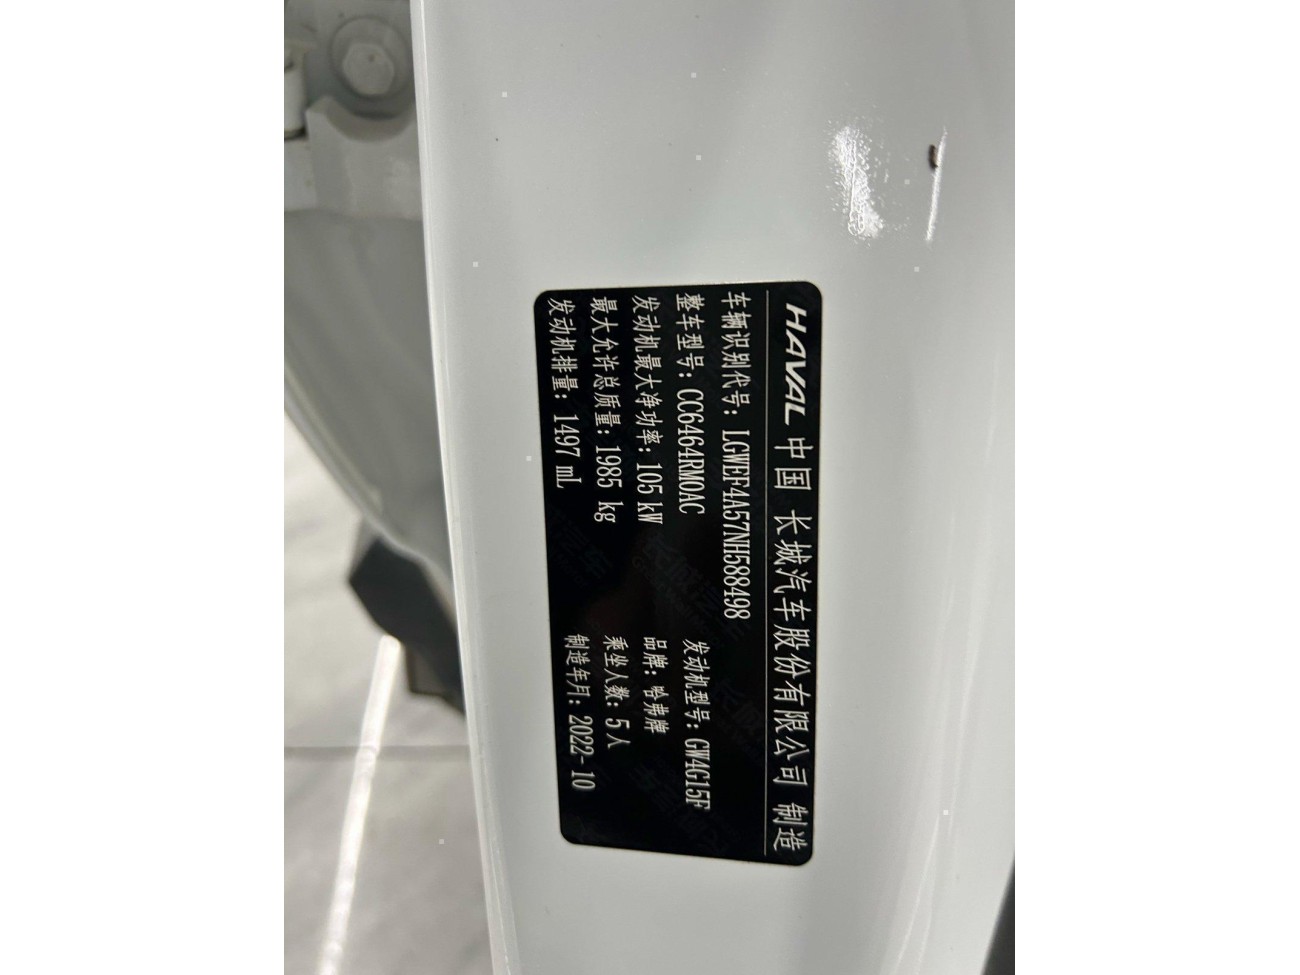 HAVAL 中国 长城汽车股份有限公司 制造
车辆识别代号：LGWEF4A57NH588498
整车型号：CC6464RM0AC 发动机型号：GW4G15F
发动机最大净功率：105 kW 品牌：哈弗牌
最大允许总质量：1985 kg 乘坐人数：5人
发动机排量：1497 mL 制造年月：2022-10